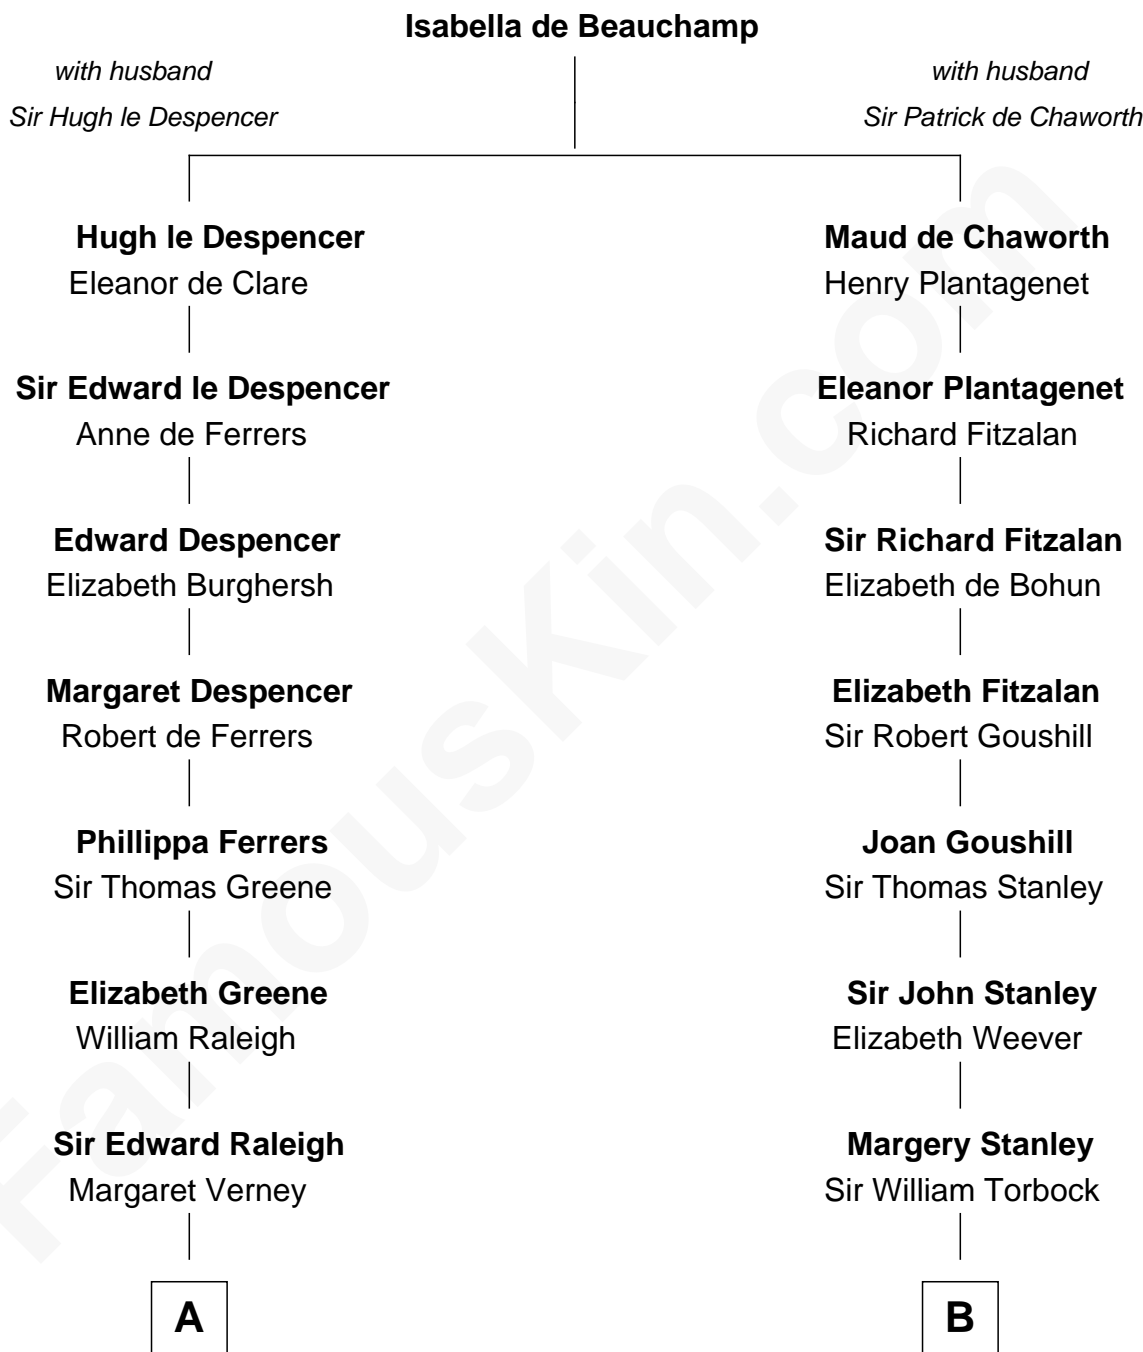 Isabella de Beauchamp
with husband
Sir Hugh le Despencer
with husband
Sir Patrick de Chaworth
Hugh le Despencer
Eleanor de Clare
Maud de Chaworth
Henry Plantagenet
Sir Edward le Despencer
Anne de Ferrers
Eleanor Plantagenet
Richard Fitzalan
Edward Despencer
Elizabeth Burghersh
Sir Richard Fitzalan
Elizabeth de Bohun
Margaret Despencer
Robert de Ferrers
Elizabeth Fitzalan
Sir Robert Goushill
Phillippa Ferrers
Sir Thomas Greene
Joan Goushill
Sir Thomas Stanley
Elizabeth Greene
William Raleigh
Sir John Stanley
Elizabeth Weever
Sir Edward Raleigh
Margaret Verney
Margery Stanley
Sir William Torbock
A
B
FamousKin.com